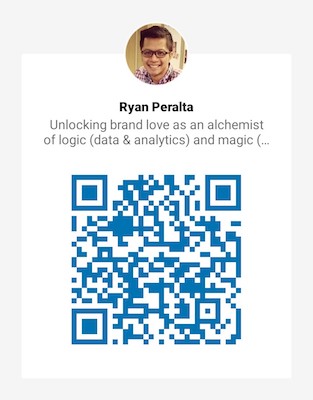 Ryan Peralta
Unlocking brand love as an alchemist
of logic (data & analytics) and magic (...